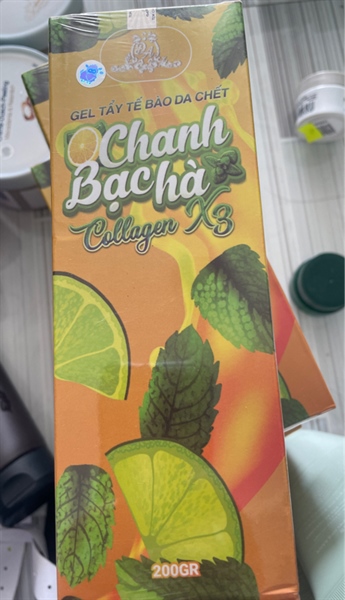 GEL TẨY TẾ BÀO DA CHẾT
Chanh
Bạc hà
Collagen X3
200GR